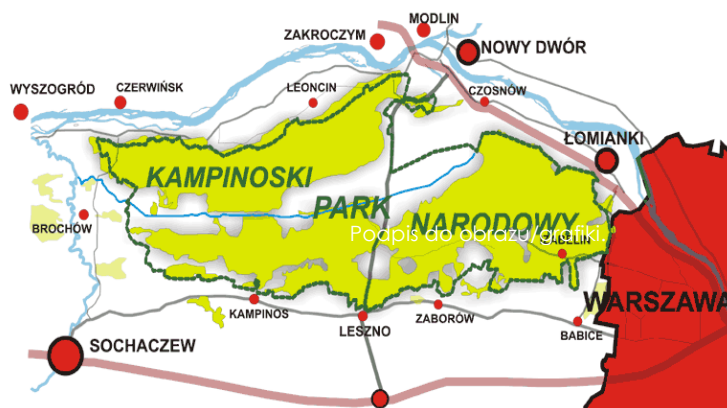 MODLIN
ZAKROCZYM
NOWY DWÓR
WYSZOGRÓD
CZERWIŃSK
LEONCIN
CZOSNÓW
ŁOMIANKI
KAMPINOSKI
PARK
NARODOWY
BROCHÓW
Podpis do obrazu/grafiki.
WARSZAWA
KAMPINOS
ZABORÓW
LESZNO
BABICE
SOCHACZEW